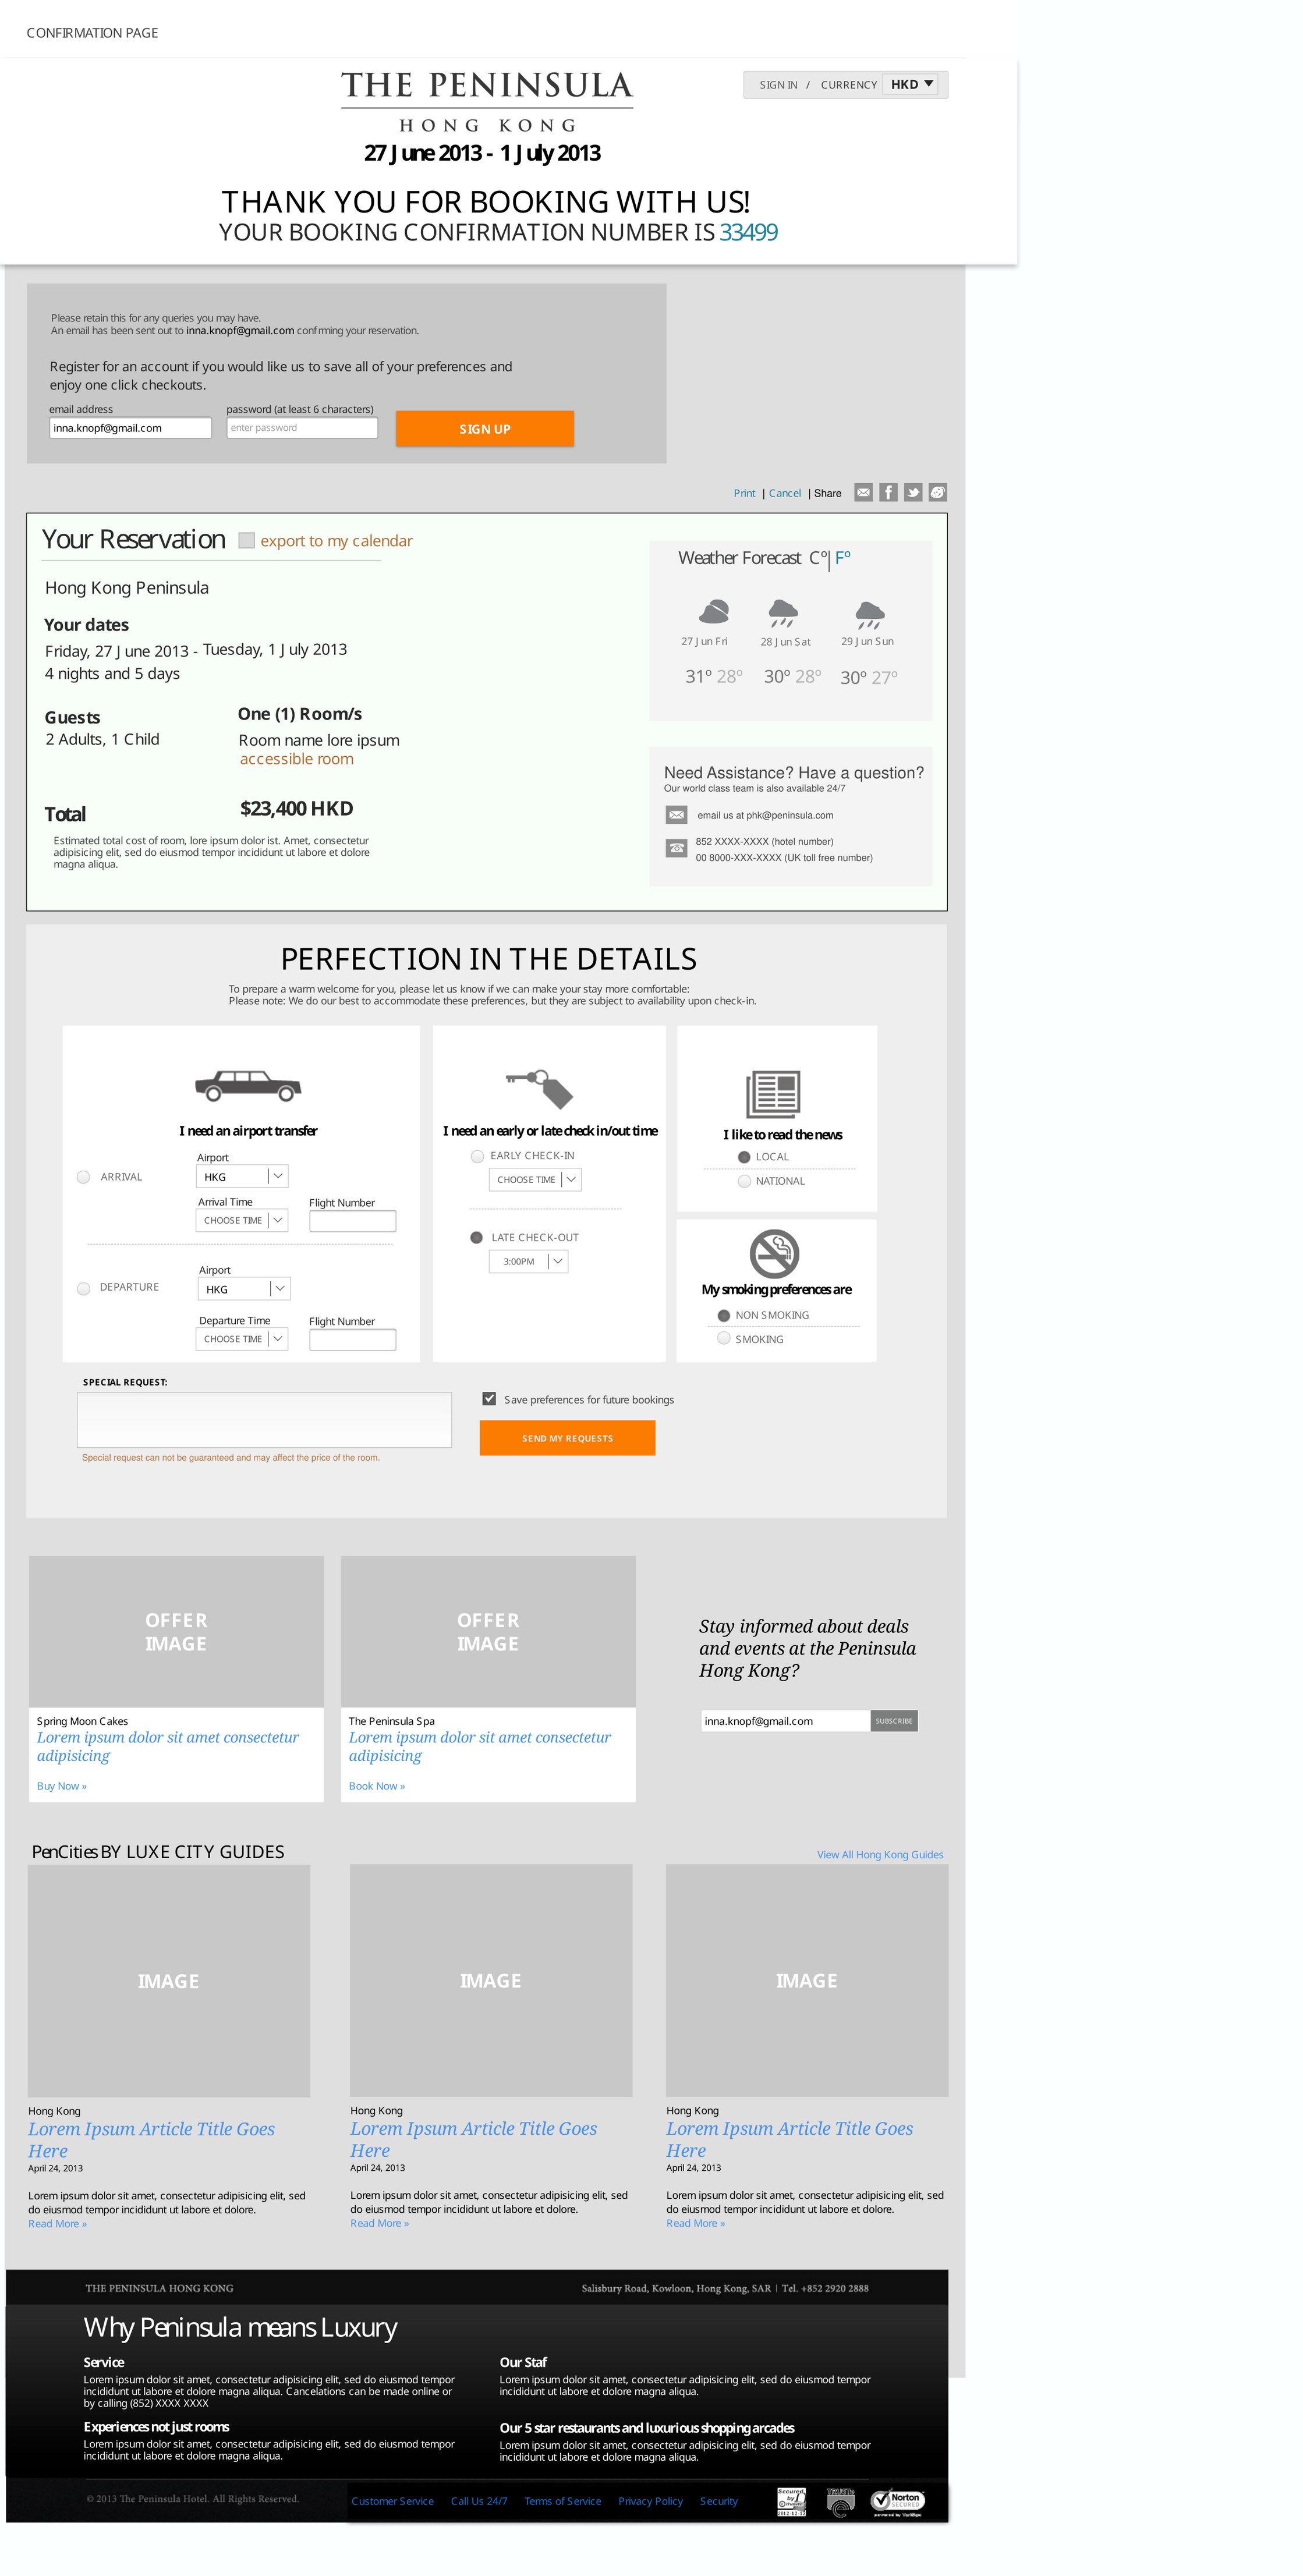 CONFIRMATION PAGE
THE PENINSULA
HONG KONG
SIGN IN / CURRENCY HKD
27 June 2013 - 1 July 2013
THANK YOU FOR BOOKING WITH US!
YOUR BOOKING CONFIRMATION NUMBER IS 33499
Please retain this for any queries you may have.
An email has been sent out to inna.knopf@gmail.com confrming your reservation.
Register for an account if you would like us to save all of your preferences and
enjoy one click checkouts.
email address
password (at least 6 characters)
inna.knopf@gmail.com
enter password
SIGN UP
Print | Cancel | Share
Your Reservation
export to my calendar
Hong Kong Peninsula
Your dates
Friday, 27 June 2013 - Tuesday, 1 July 2013
4 nights and 5 days
Guests
2 Adults, 1 Child
One (1) Room/s
Room name lore ipsum
accessible room
Total
$23,400 HKD
Estimated total cost of room, lore ipsum dolor ist. Amet, consectetur
adipisicing elit, sed do eiusmod tempor incididunt ut labore et dolore
magna aliqua.
Weather Forecast Cº| Fº
27 Jun Fri
28 Jun Sat
29 Jun Sun
31º 28º
30º 28º
30º 27º
Need Assistance? Have a question?
Our world class team is also available 24/7
email us at phk@peninsula.com
852 XXXX-XXXX (hotel number)
00 8000-XXX-XXXX (UK toll free number)
PERFECTION IN THE DETAILS
To prepare a warm welcome for you, please let us know if we can make your stay more comfortable:
Please note: We do our best to accommodate these preferences, but they are subject to availability upon check-in.
I need an airport transfer
ARRIVAL
Airport
HKG
Arrival Time
Flight Number
CHOOSE TIME
DEPARTURE
Airport
HKG
Departure Time
Flight Number
CHOOSE TIME
I need an early or late check in/out time
EARLY CHECK-IN
CHOOSE TIME
LATE CHECK-OUT
3:00PM
I like to read the news
LOCAL
NATIONAL
My smoking preferences are
NON SMOKING
SMOKING
SPECIAL REQUEST:
Special request can not be guaranteed and may affect the price of the room.
Save preferences for future bookings
SEND MY REQUESTS
OFFER
IMAGE
Spring Moon Cakes
Lorem ipsum dolor sit amet consectetur
adipisicing
Buy Now »
OFFER
IMAGE
The Peninsula Spa
Lorem ipsum dolor sit amet consectetur
adipisicing
Book Now »
Stay informed about deals
and events at the Peninsula
Hong Kong?
inna.knopf@gmail.com
SUBSCRIBE
PenCities BY LUXE CITY GUIDES
View All Hong Kong Guides
IMAGE
Hong Kong
Lorem Ipsum Article Title Goes
Here
April 24, 2013
Lorem ipsum dolor sit amet, consectetur adipisicing elit, sed
do eiusmod tempor incididunt ut labore et dolore.
Read More »
IMAGE
Hong Kong
Lorem Ipsum Article Title Goes
Here
April 24, 2013
Lorem ipsum dolor sit amet, consectetur adipisicing elit, sed
do eiusmod tempor incididunt ut labore et dolore.
Read More »
IMAGE
Hong Kong
Lorem Ipsum Article Title Goes
Here
April 24, 2013
Lorem ipsum dolor sit amet, consectetur adipisicing elit, sed
do eiusmod tempor incididunt ut labore et dolore.
Read More »
THE PENINSULA HONG KONG
Salisbury Road, Kowloon, Hong Kong, SAR | Tel. +852 2920 2888
Why Peninsula means Luxury
Service
Lorem ipsum dolor sit amet, consectetur adipisicing elit, sed do eiusmod tempor
incididunt ut labore et dolore magna aliqua. Cancelations can be made online or
by calling (852) XXXX XXXX
Our Staf
Lorem ipsum dolor sit amet, consectetur adipisicing elit, sed do eiusmod tempor
incididunt ut labore et dolore magna aliqua.
Experiences not just rooms
Lorem ipsum dolor sit amet, consectetur adipisicing elit, sed do eiusmod tempor
incididunt ut labore et dolore magna aliqua.
Our 5 star restaurants and luxurious shopping arcades
Lorem ipsum dolor sit amet, consectetur adipisicing elit, sed do eiusmod tempor
incididunt ut labore et dolore magna aliqua.
© 2013 The Peninsula Hotel. All Rights Reserved.
Customer Service
Call Us 24/7
Terms of Service
Privacy Policy
Security
Secured
by
Norton
SECURED